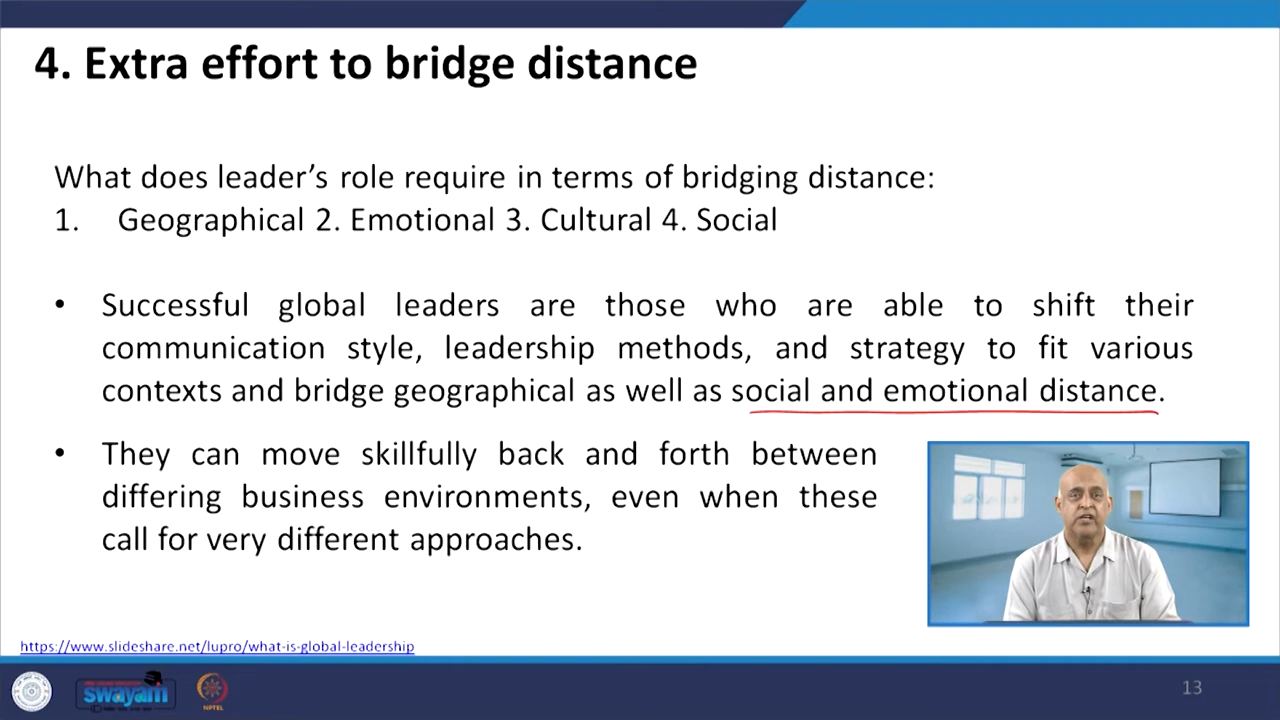 4. Extra effort to bridge distance
What does leader’s role require in terms of bridging distance:
1. Geographical 2. Emotional 3. Cultural 4. Social
• Successful global leaders are those who are able to shift their
communication style, leadership methods, and strategy to fit various
contexts and bridge geographical as well as social and emotional distance.
• They can move skillfully back and forth between
differing business environments, even when these
call for very different approaches.
https://www.slideshare.net/lupro/what-is-global-leadership
swayam
NPTEL
13